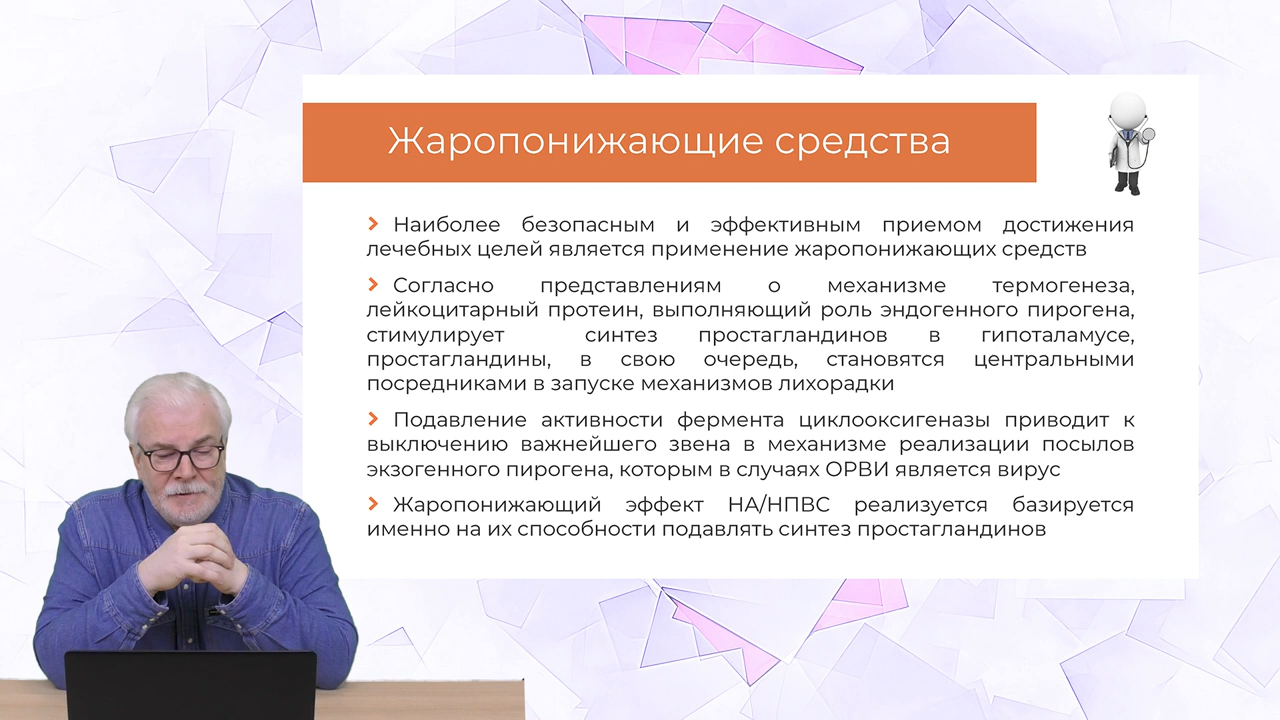 Жаропонижающие средства
Наиболее безопасным и эффективным приемом достижения
лечебных целей является применение жаропонижающих средств
Согласно представлениям о механизме термогенеза,
лейкоцитарный протеин, выполняющий роль эндогенного пирогена,
стимулирует синтез простагландинов в гипоталамусе,
простагландины, в свою очередь, становятся центральными
посредниками в запуске механизмов лихорадки
Подавление активности фермента циклооксигеназы приводит к
выключению важнейшего звена в механизме реализации посылов
экзогенного пирогена, которым в случаях ОРВИ является вирус
Жаропонижающий эффект НА/НПВС реализуется базируется
именно на их способности подавлять синтез простагландинов